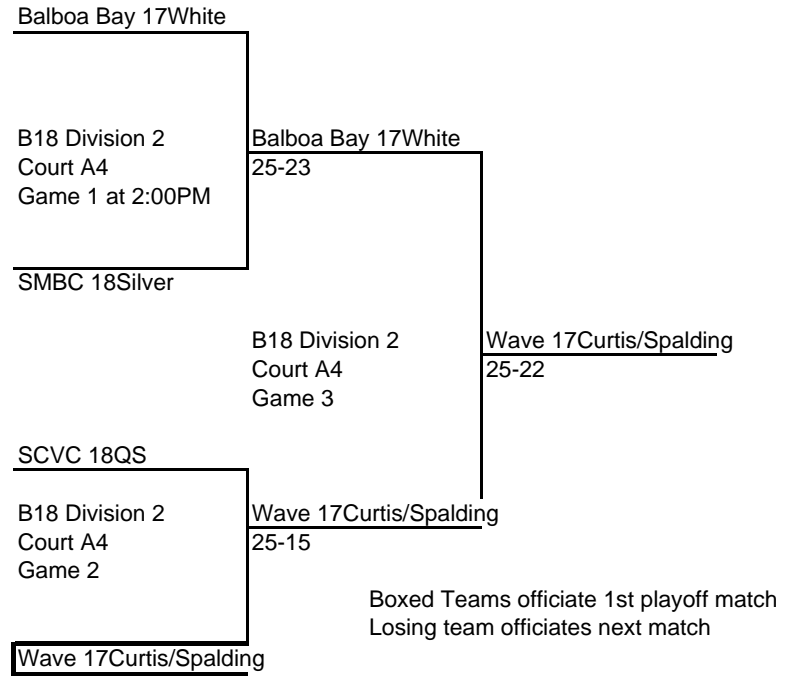 Balboa Bay 17White
B18 Division 2
Court A4
Game 1 at 2:00PM
Balboa Bay 17White
25-23
SMBC 18Silver
B18 Division 2
Court A4
Game 3
Wave 17Curtis/Spalding
25-22
SCVC 18QS
B18 Division 2
Court A4
Game 2
Wave 17Curtis/Spalding
25-15
Boxed Teams officiate 1st playoff match
Losing team officiates next match
Wave 17Curtis/Spalding